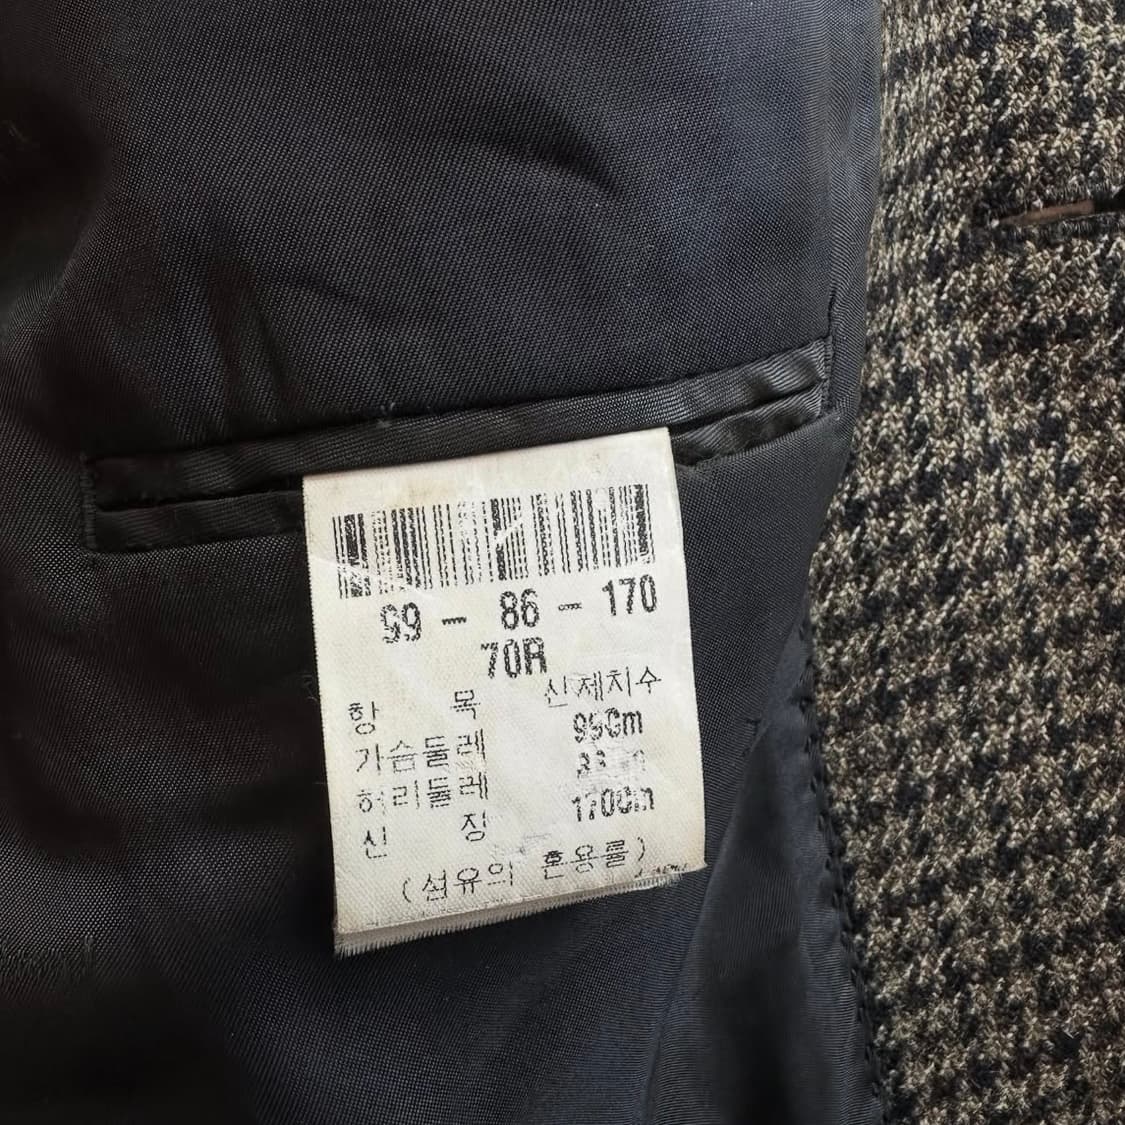 99 - 86 - 170
70R
항 목 신체치수
가슴둘레 99Cm
허리둘레
신 장 170Cm
(섬유의 혼용률)